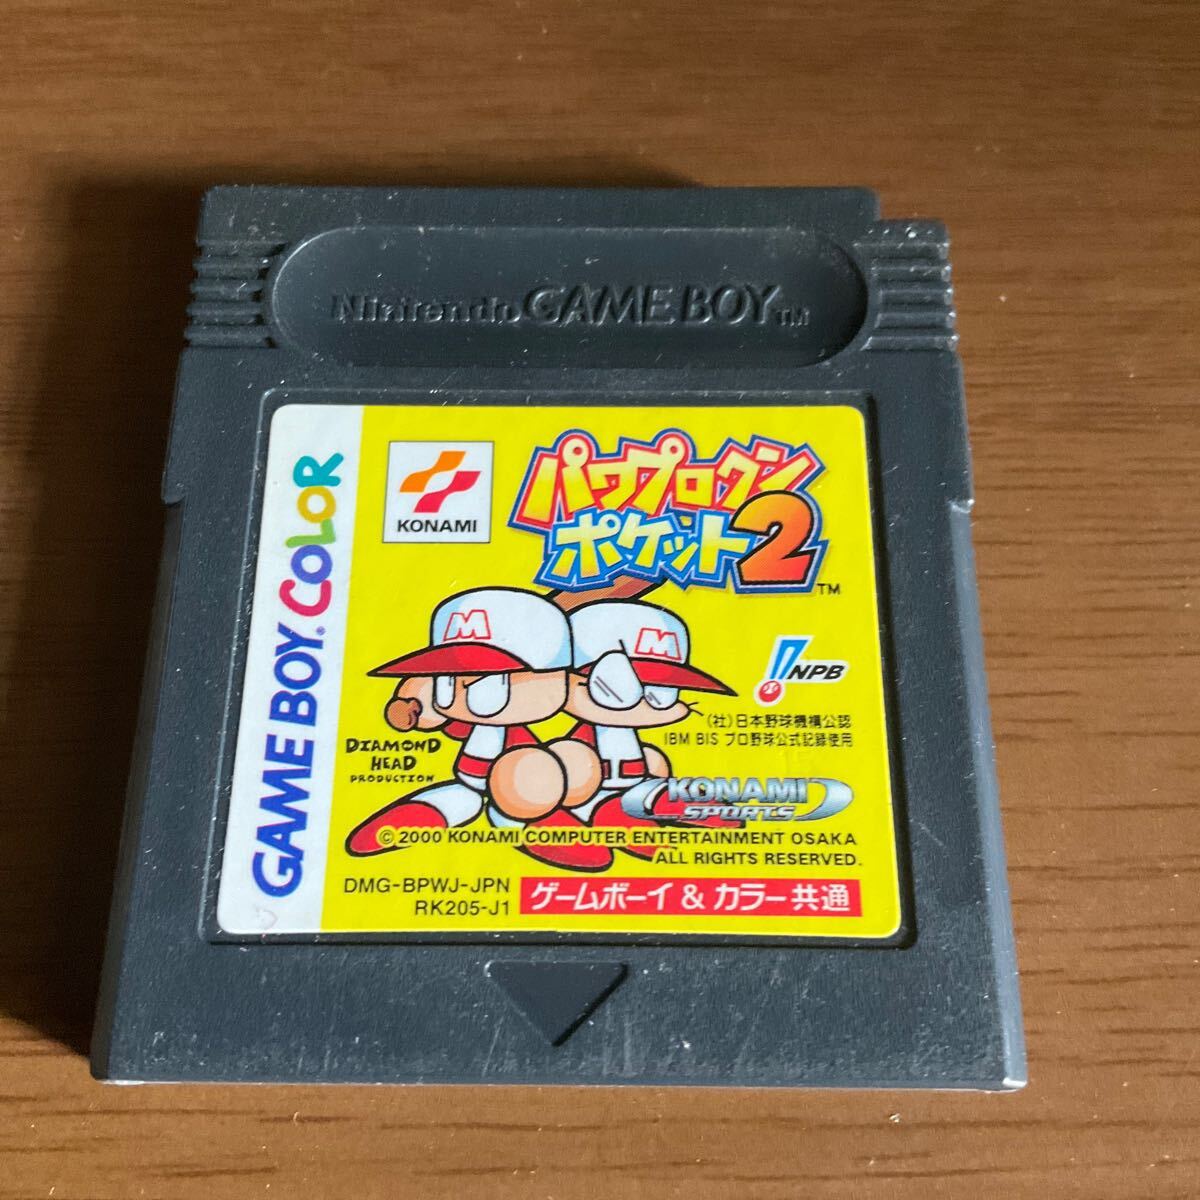 Nintendo GAME BOY TM
GAME BOY COLOR
KONAMI
パワプロクン
ポケット2
TM
M
M
NPB
(社)日本野球機構公認
IBM BIS プロ野球公式記録使用
DIAMOND
HEAD
PRODUCTION
KONAMI
SPORTS
© 2000 KONAMI COMPUTER ENTERTAINMENT OSAKA
ALL RIGHTS RESERVED.
DMG-BPWJ-JPN
RK205-J1
ゲームボーイ & カラー共通